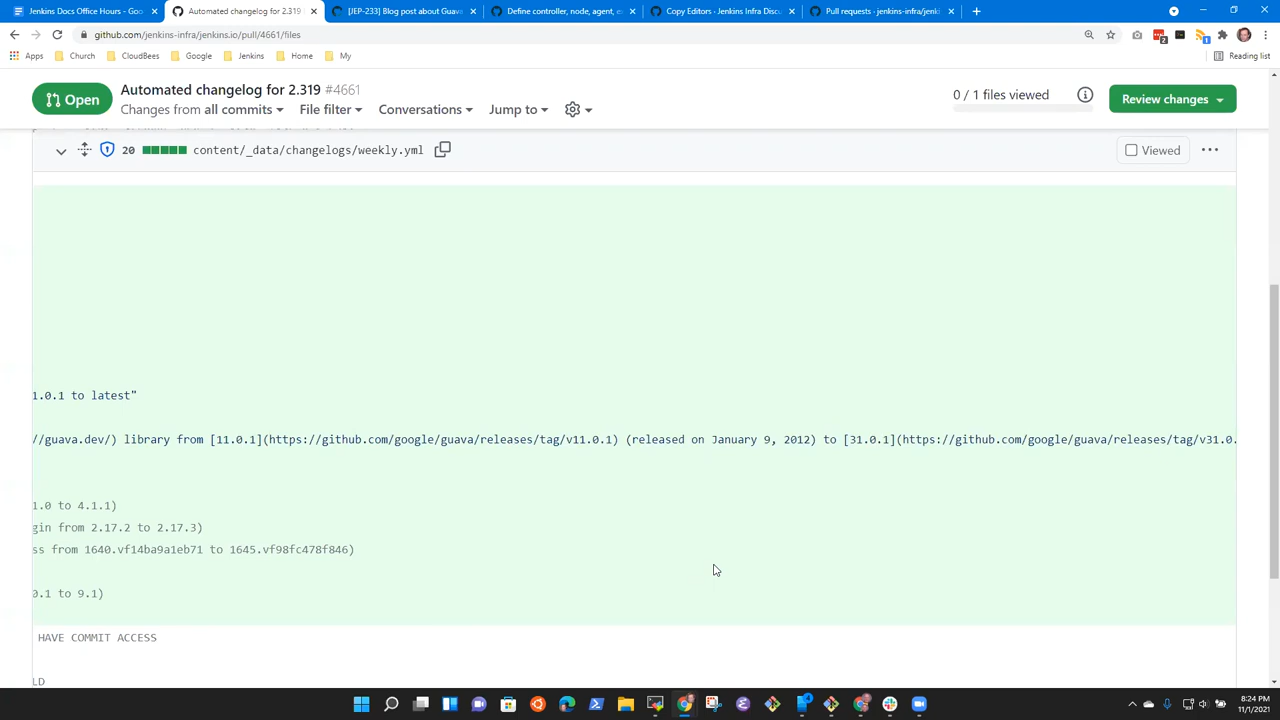 Jenkins Docs Office Hours - Goo
Automated changelog for 2.319
[JEP-233] Blog post about Guava
Define controller, node, agent, e
Copy Editors - Jenkins Infra Discu
Pull requests · jenkins-infra/jenki
github.com/jenkins-infra/jenkins.io/pull/4661/files
Apps
Church
CloudBees
Google
Jenkins
Home
My
Reading list
Open
Automated changelog for 2.319 #4661
Changes from all commits
File filter
Conversations
Jump to
0 / 1 files viewed
Review changes
20
content/_data/changelogs/weekly.yml
Viewed
1.0.1 to latest"
//guava.dev/) library from [11.0.1](https://github.com/google/guava/releases/tag/v11.0.1) (released on January 9, 2012) to [31.0.1](https://github.com/google/guava/releases/tag/v31.0.
1.0 to 4.1.1)
gin from 2.17.2 to 2.17.3)
ss from 1640.vf14ba9a1eb71 to 1645.vf98fc478f846)
0.1 to 9.1)
HAVE COMMIT ACCESS
LD
8:24 PM
11/1/2021